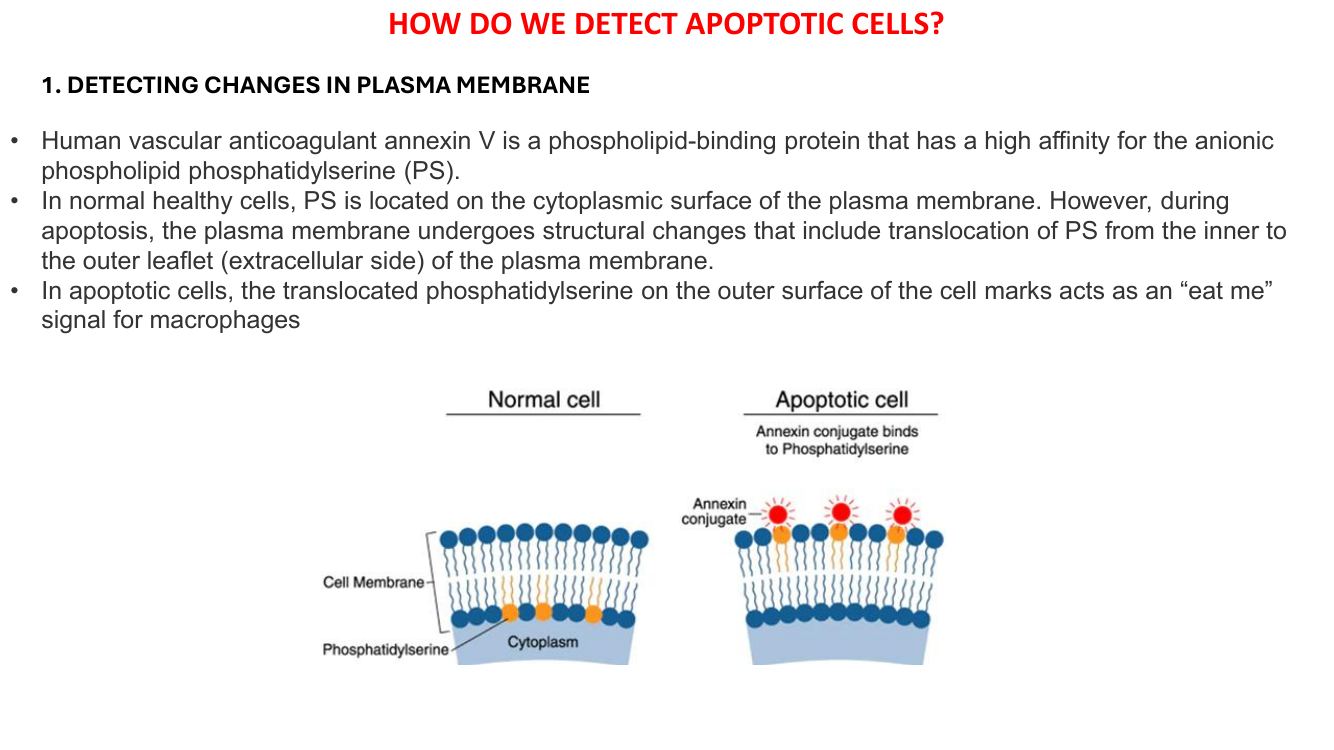 HOW DO WE DETECT APOPTOTIC CELLS?
1. DETECTING CHANGES IN PLASMA MEMBRANE
• Human vascular anticoagulant annexin V is a phospholipid-binding protein that has a high affinity for the anionic
phospholipid phosphatidylserine (PS).
• In normal healthy cells, PS is located on the cytoplasmic surface of the plasma membrane. However, during
apoptosis, the plasma membrane undergoes structural changes that include translocation of PS from the inner to
the outer leaflet (extracellular side) of the plasma membrane.
• In apoptotic cells, the translocated phosphatidylserine on the outer surface of the cell marks acts as an “eat me”
signal for macrophages
Normal cell
Cell Membrane
Phosphatidylserine
Cytoplasm
Apoptotic cell
Annexin conjugate binds
to Phosphatidylserine
Annexin
conjugate